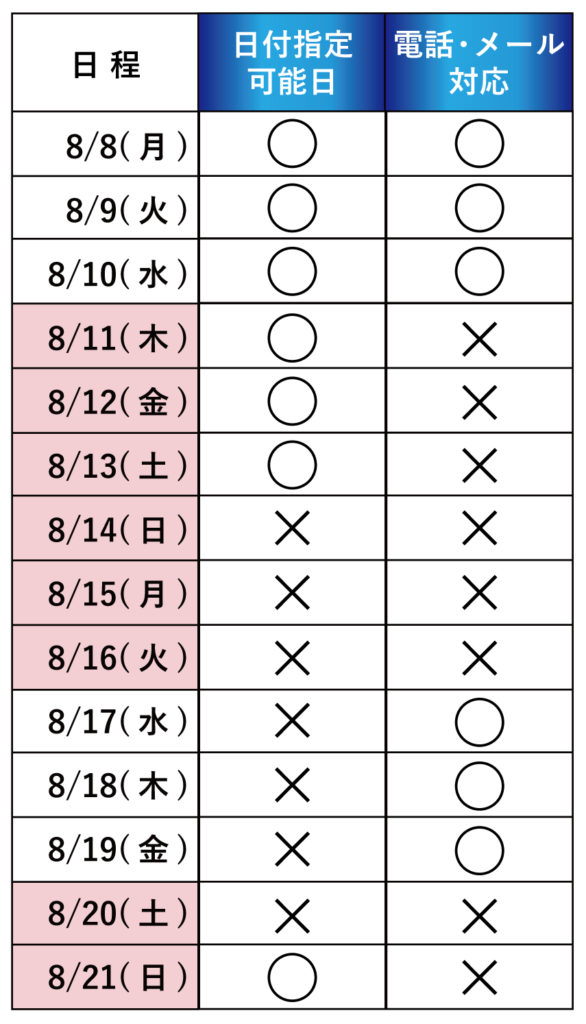 日程 日付指定可能日 電話・メール対応
8/8(月) ○ ○
8/9(火) ○ ○
8/10(水) ○ ○
8/11(木) ○ ×
8/12(金) ○ ×
8/13(土) ○ ×
8/14(日) × ×
8/15(月) × ×
8/16(火) × ×
8/17(水) × ○
8/18(木) × ○
8/19(金) × ○
8/20(土) × ×
8/21(日) ○ ×